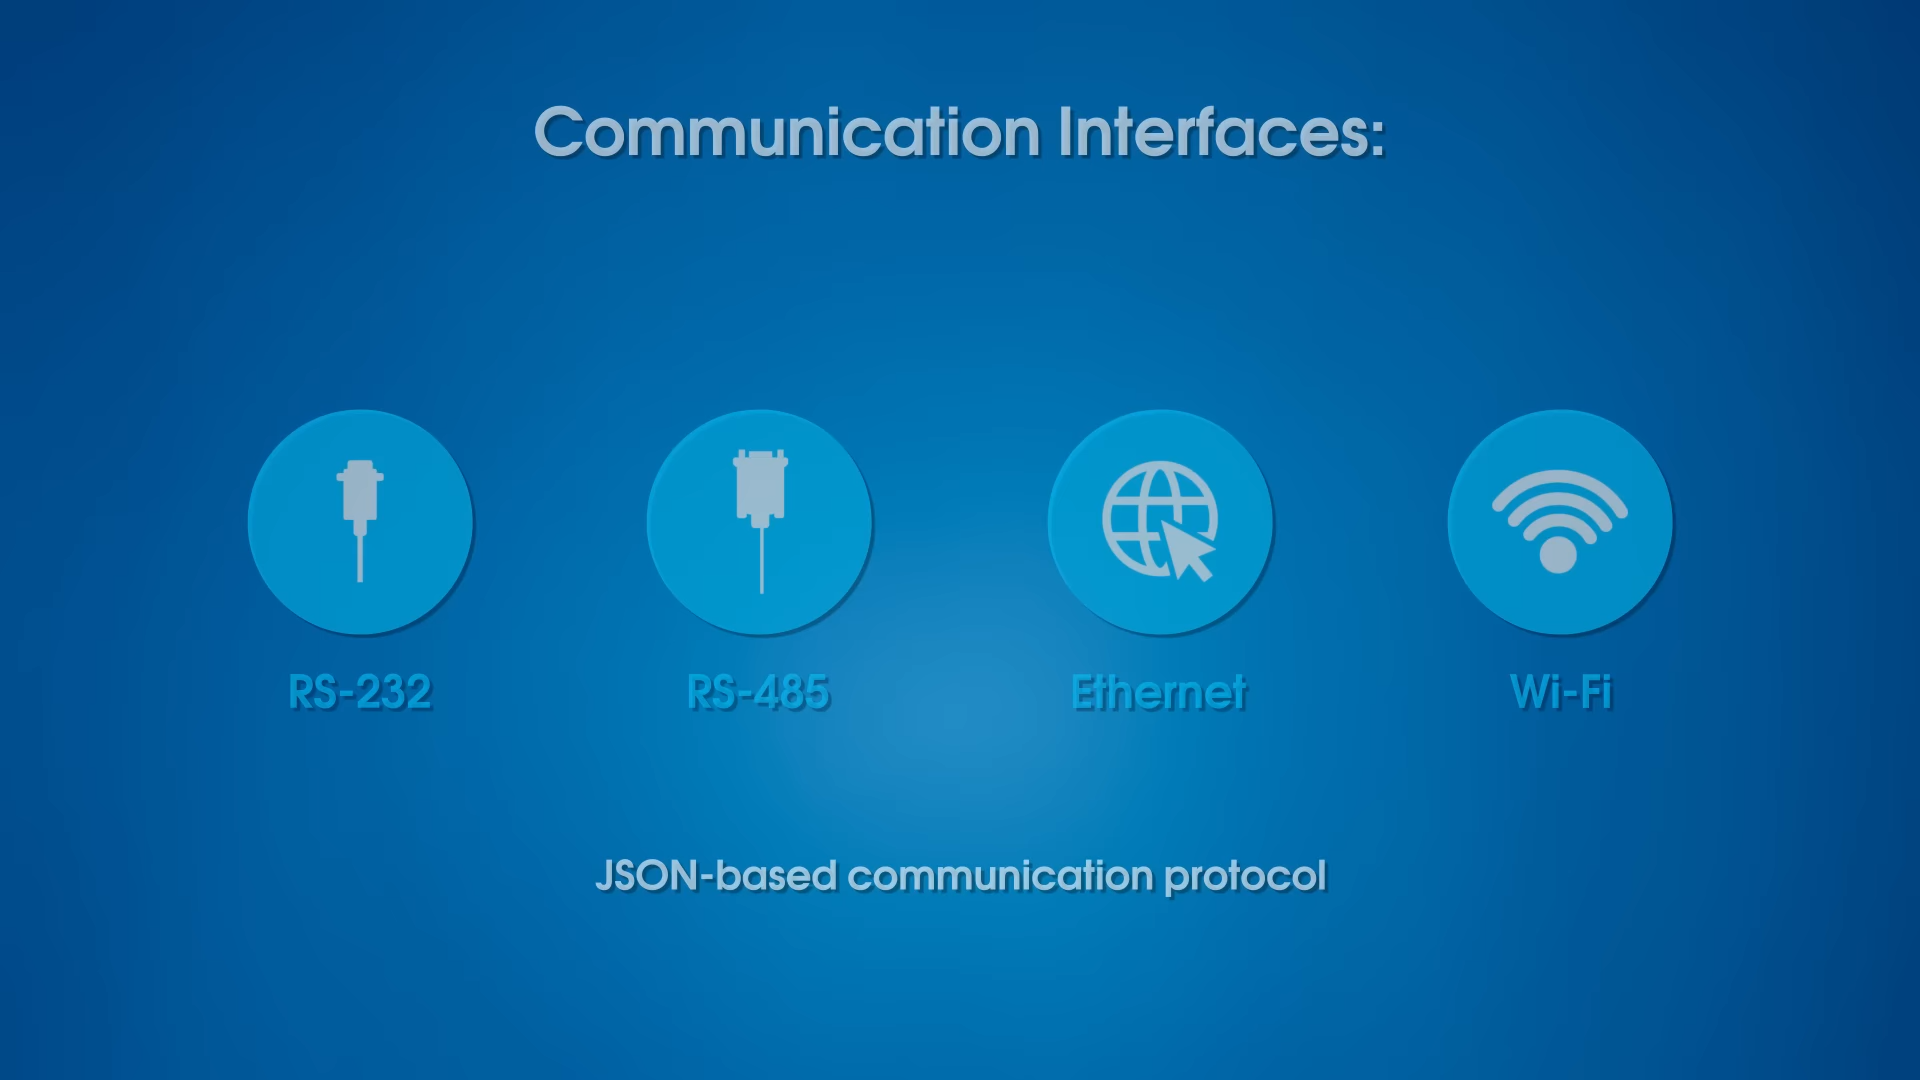 Communication Interfaces:
RS-232
RS-485
Ethernet
Wi-Fi
JSON-based communication protocol